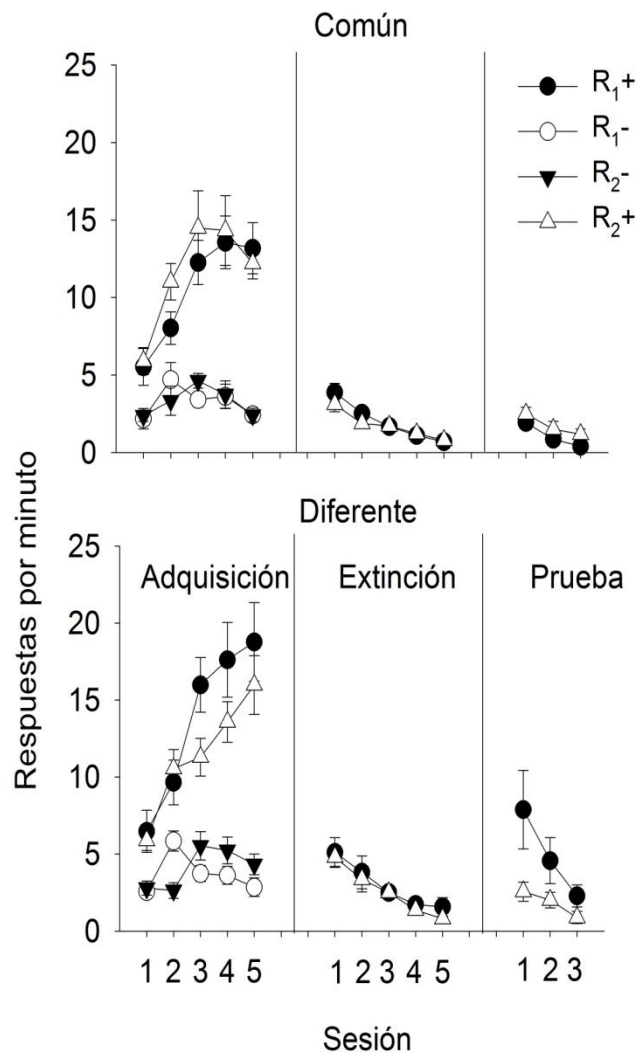 Común
25
20
15
10
5
0
R₁+
R₁-
R₂-
R₂+
Respuestas por minuto
Diferente
25
20
15
10
5
0
Adquisición Extinción Prueba
1 2 3 4 5 1 2 3 4 5 1 2 3
Sesión